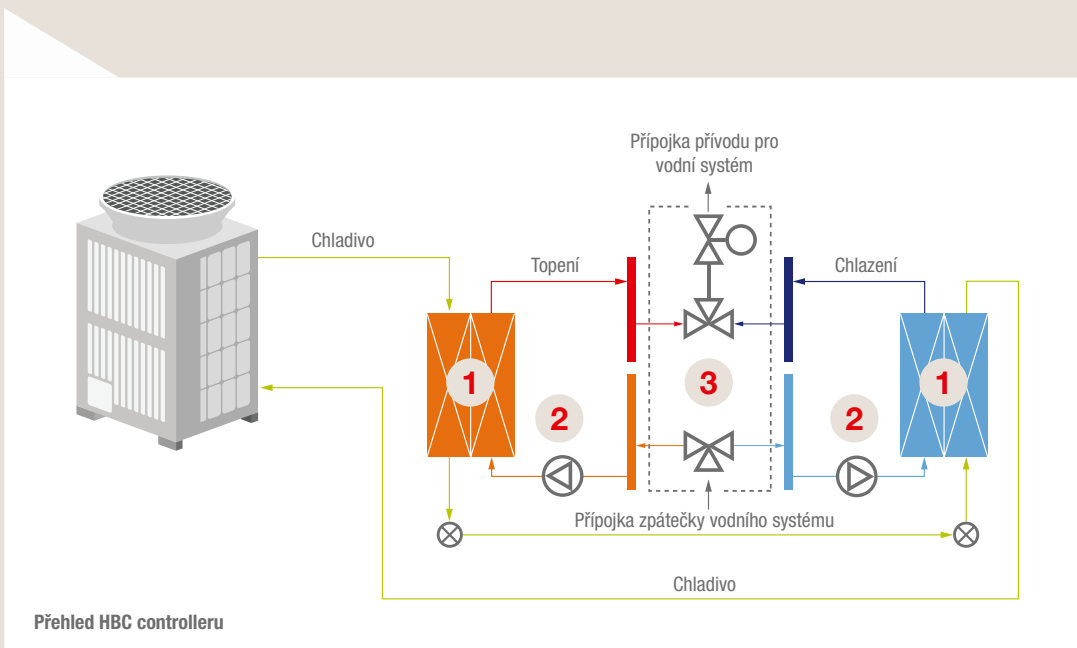 Přípojka přívodu pro
vodní systém
Chladivo
Topení
Chlazení
1
3
1
2
2
Přípojka zpátečky vodního systému
Chladivo
Přehled HBC controlleru